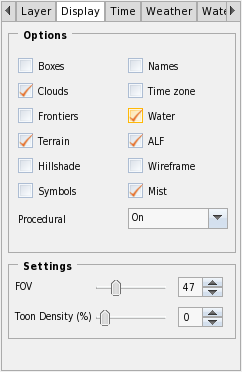 Layer Display Time Weather Wate
Options
Boxes Names
Clouds Time zone
Frontiers Water
Terrain ALF
Hillshade Wireframe
Symbols Mist
Procedural On
Settings
FOV 47
Toon Density (%) 0